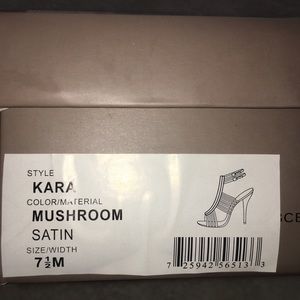 STYLE
KARA
COLOR/MATERIAL
MUSHROOM
SATIN
SIZE/WIDTH
7½M
7 25942 56513 3